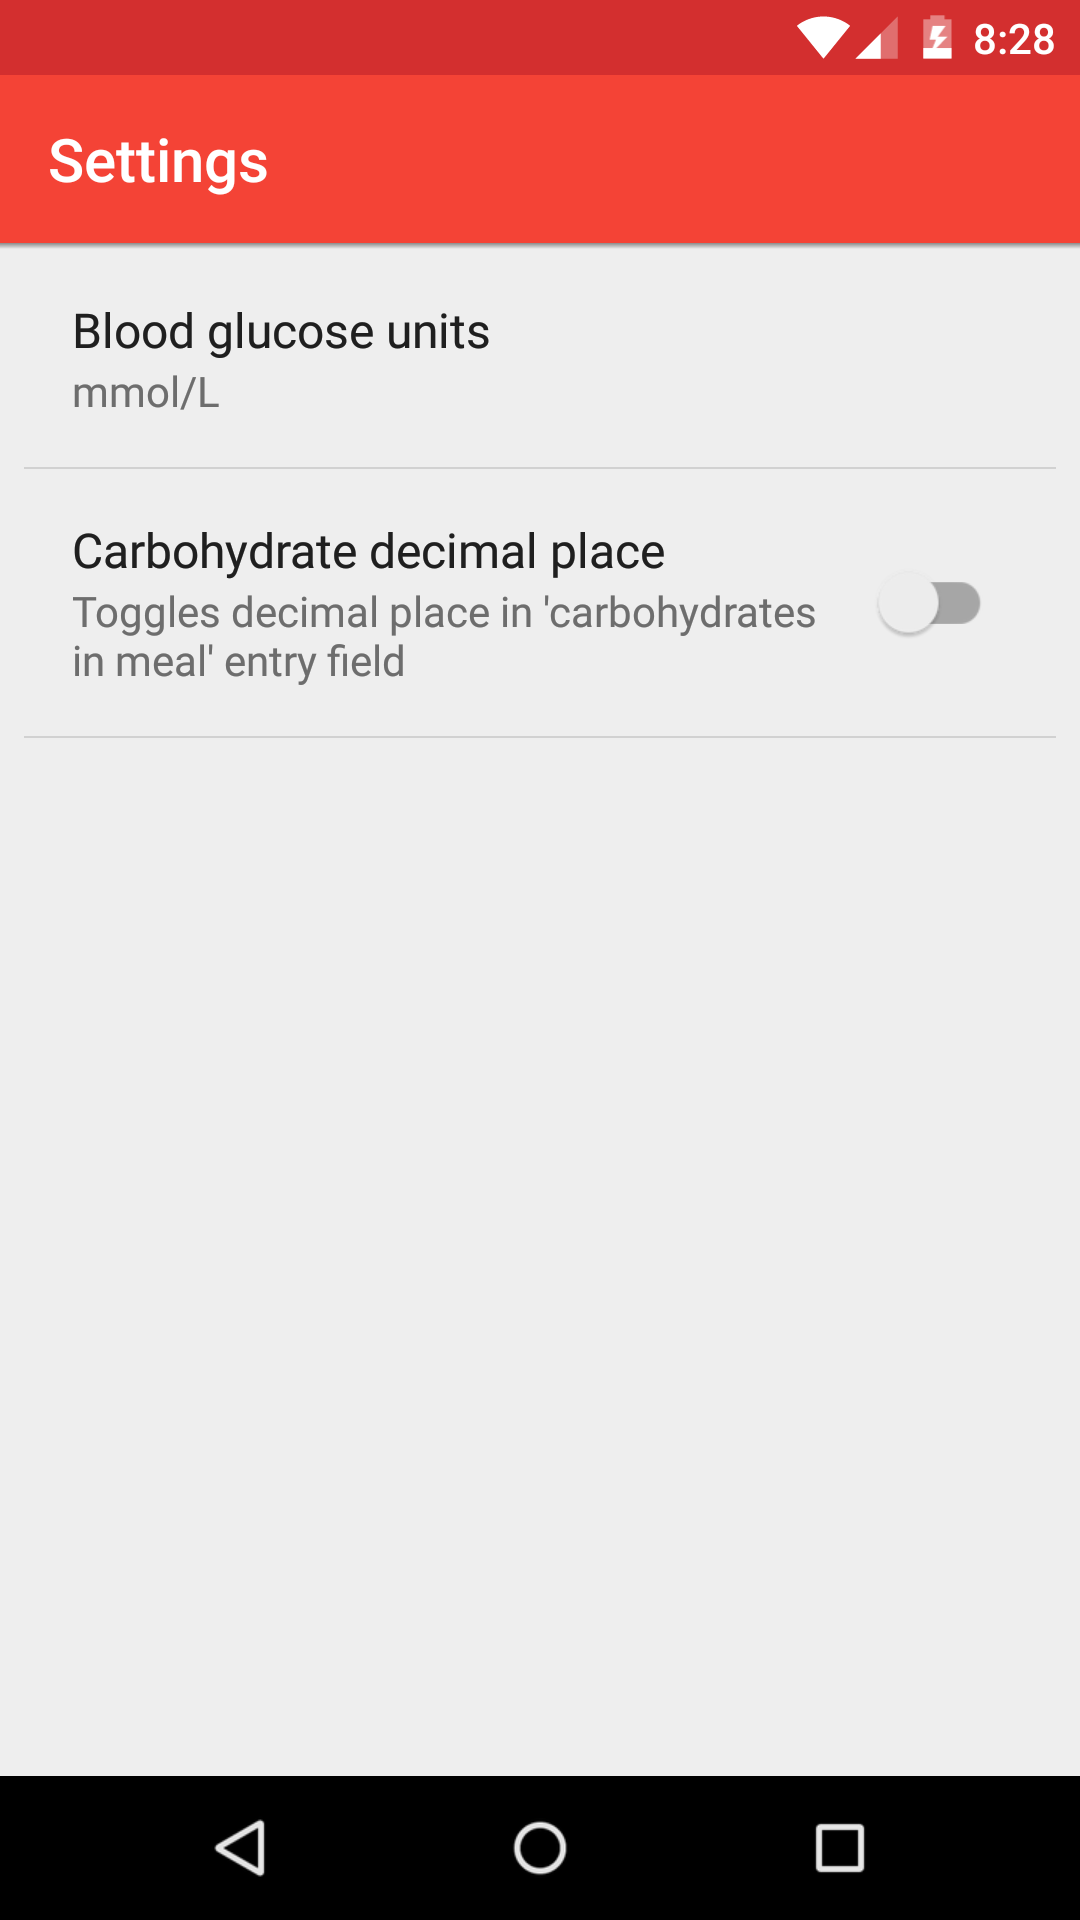 8:28
Settings
Blood glucose units
mmol/L
Carbohydrate decimal place
Toggles decimal place in 'carbohydrates
in meal' entry field